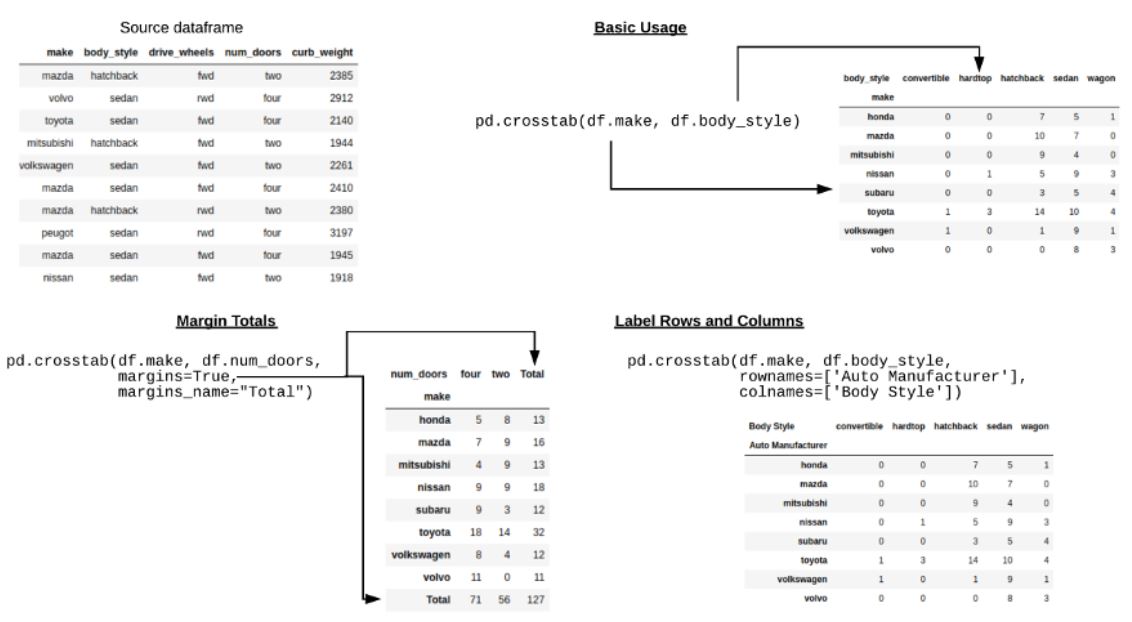 Source dataframe
make body_style drive_wheels num_doors curb_weight
mazda hatchback fwd two 2385
volvo sedan rwd four 2912
toyota sedan fwd four 2140
mitsubishi hatchback fwd two 1944
volkswagen sedan fwd two 2261
mazda sedan fwd four 2410
mazda hatchback rwd two 2380
peugot sedan rwd four 3197
mazda sedan fwd four 1945
nissan sedan fwd two 1918
Basic Usage
pd.crosstab(df.make, df.body_style)
body_style convertible hardtop hatchback sedan wagon
make
honda 0 0 7 5 1
mazda 0 0 10 7 0
mitsubishi 0 0 9 4 0
nissan 0 1 5 9 3
subaru 0 0 3 5 4
toyota 1 3 14 10 4
volkswagen 1 0 1 9 1
volvo 0 0 0 8 3
Margin Totals
pd.crosstab(df.make, df.num_doors,
margins=True,
margins_name="Total")
num_doors four two Total
make
honda 5 8 13
mazda 7 9 16
mitsubishi 4 9 13
nissan 9 9 18
subaru 9 3 12
toyota 18 14 32
volkswagen 8 4 12
volvo 11 0 11
Total 71 56 127
Label Rows and Columns
pd.crosstab(df.make, df.body_style,
rownames=['Auto Manufacturer'],
colnames=['Body Style'])
Body Style convertible hardtop hatchback sedan wagon
Auto Manufacturer
honda 0 0 7 5 1
mazda 0 0 10 7 0
mitsubishi 0 0 9 4 0
nissan 0 1 5 9 3
subaru 0 0 3 5 4
toyota 1 3 14 10 4
volkswagen 1 0 1 9 1
volvo 0 0 0 8 3